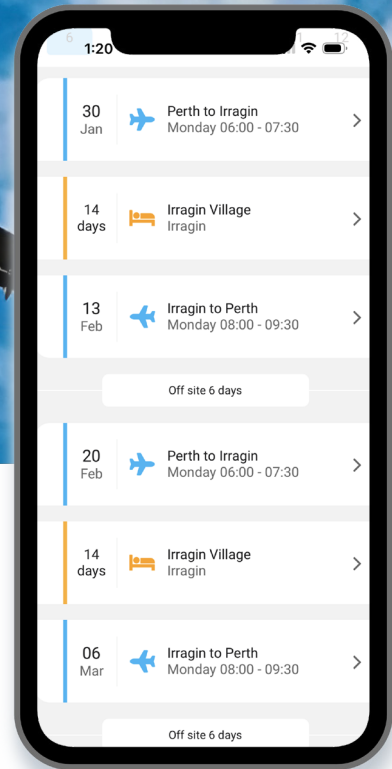 6
1:20
1
12
30
Jan
Perth to Irragin
Monday 06:00 - 07:30
14
days
Irragin Village
Irragin
13
Feb
Irragin to Perth
Monday 08:00 - 09:30
Off site 6 days
20
Feb
Perth to Irragin
Monday 06:00 - 07:30
14
days
Irragin Village
Irragin
06
Mar
Irragin to Perth
Monday 08:00 - 09:30
Off site 6 days